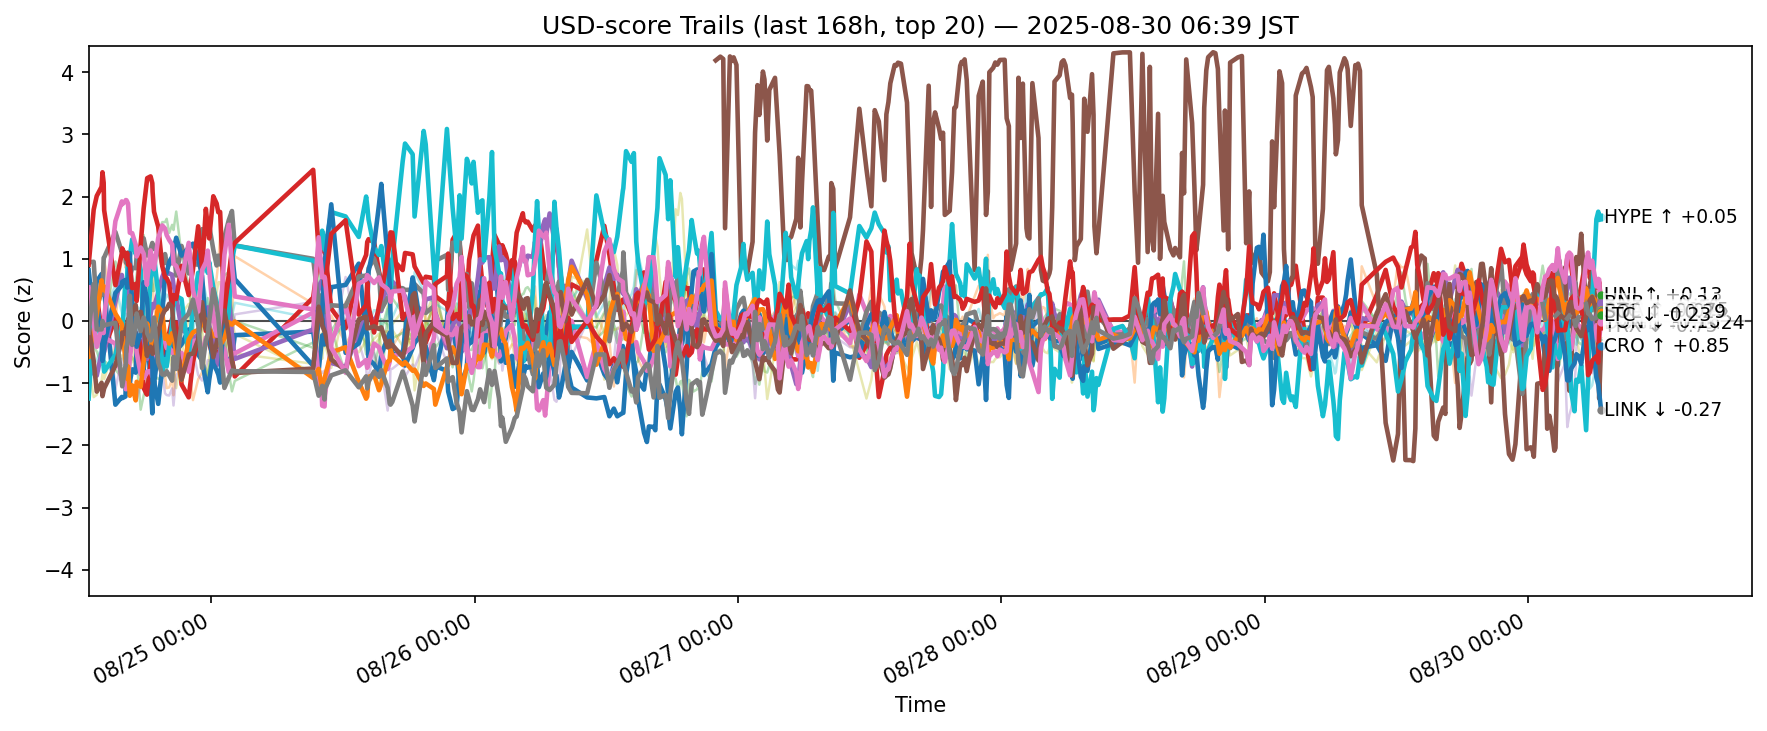 USD-score Trails (last 168h, top 20) — 2025-08-30 06:39 JST
Score (z)
4
3
2
1
0
−1
−2
−3
−4
HYPE ↑ +0.05
CRO ↑ +0.85
LINK ↓ -0.27
08/25 00:00
08/26 00:00
08/27 00:00
08/28 00:00
08/29 00:00
08/30 00:00
Time